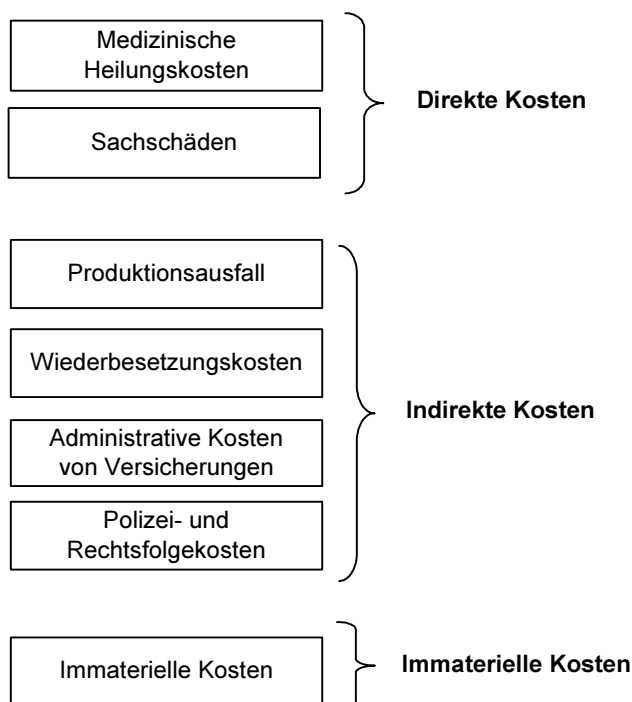 Medizinische
Heilungskosten
Sachschäden
Direkte Kosten
Produktionsausfall
Wiederbesetzungskosten
Administrative Kosten
von Versicherungen
Polizei- und
Rechtsfolgekosten
Indirekte Kosten
Immaterielle Kosten
Immaterielle Kosten